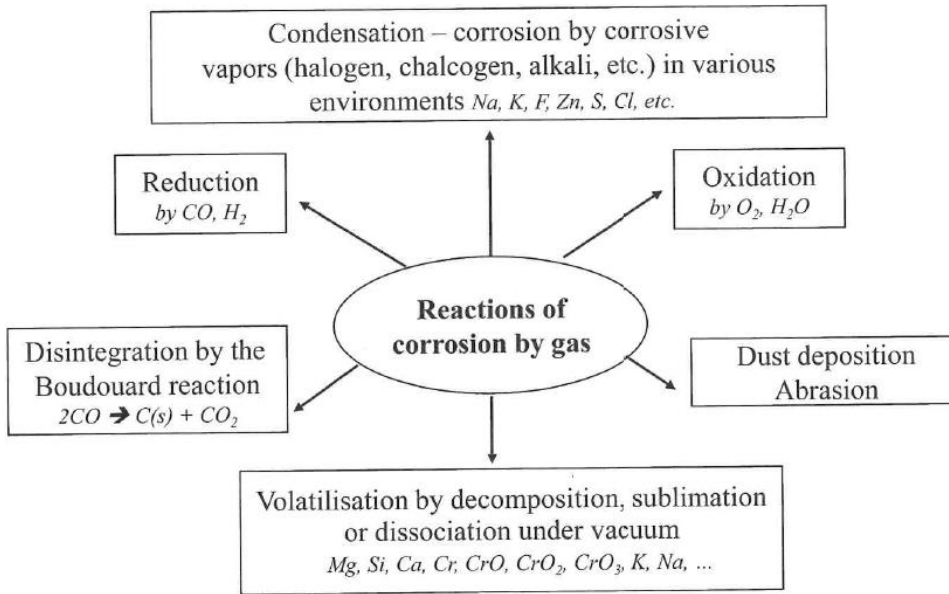 Condensation – corrosion by corrosive
vapors (halogen, chalcogen, alkali, etc.) in various
environments Na, K, F, Zn, S, Cl, etc.
Reduction
by CO, H₂
Oxidation
by O₂, H₂O
Reactions of
corrosion by gas
Disintegration by the
Boudouard reaction
2CO ➔ C(s) + CO₂
Dust deposition
Abrasion
Volatilisation by decomposition, sublimation
or dissociation under vacuum
Mg, Si, Ca, Cr, CrO, CrO₂, CrO₃, K, Na, ...